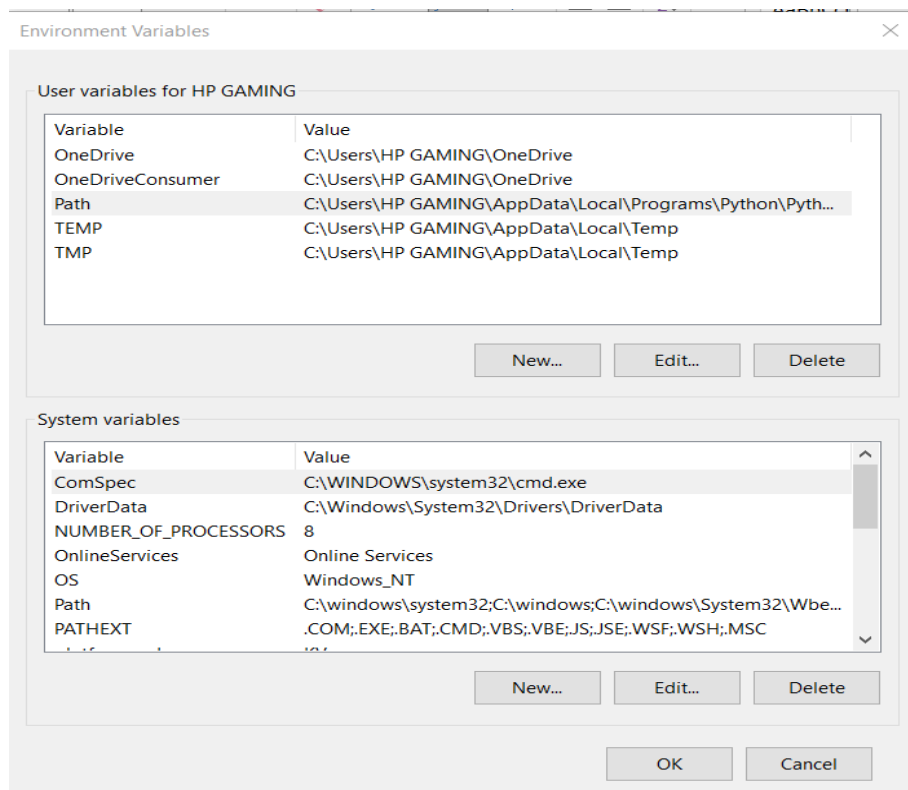 Environment Variables
User variables for HP GAMING
Variable Value
OneDrive C:\Users\HP GAMING\OneDrive
OneDriveConsumer C:\Users\HP GAMING\OneDrive
Path C:\Users\HP GAMING\AppData\Local\Programs\Python\Pyth...
TEMP C:\Users\HP GAMING\AppData\Local\Temp
TMP C:\Users\HP GAMING\AppData\Local\Temp
New... Edit... Delete
System variables
Variable Value
ComSpec C:\WINDOWS\system32\cmd.exe
DriverData C:\Windows\System32\Drivers\DriverData
NUMBER_OF_PROCESSORS 8
OnlineServices Online Services
OS Windows_NT
Path C:\windows\system32;C:\windows;C:\windows\System32\Wbe...
PATHEXT .COM;.EXE;.BAT;.CMD;.VBS;.VBE;.JS;.JSE;.WSF;.WSH;.MSC
New... Edit... Delete
OK Cancel